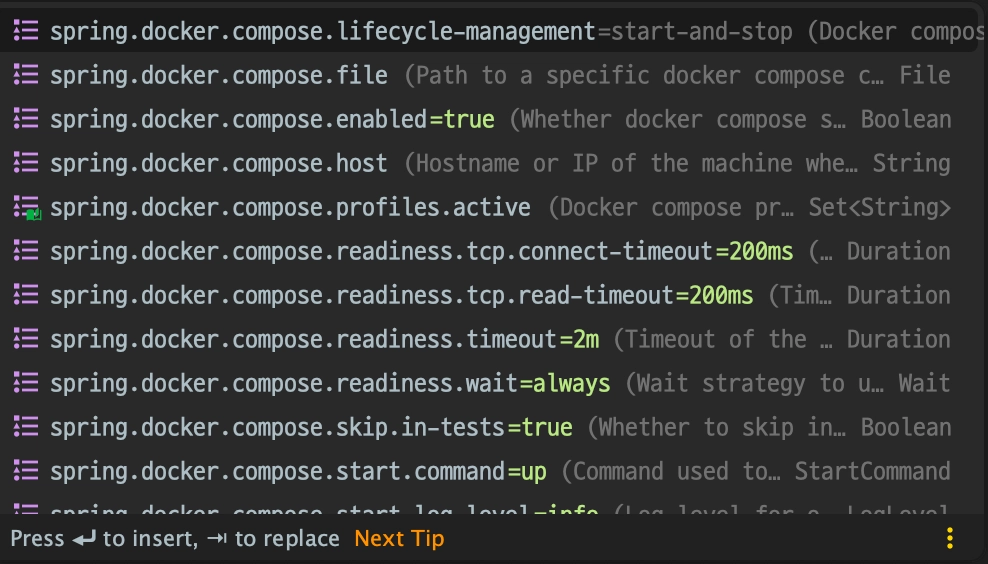 spring.docker.compose.lifecycle-management=start-and-stop (Docker compos
spring.docker.compose.file (Path to a specific docker compose c… File
spring.docker.compose.enabled=true (Whether docker compose s… Boolean
spring.docker.compose.host (Hostname or IP of the machine whe… String
spring.docker.compose.profiles.active (Docker compose pr… Set<String>
spring.docker.compose.readiness.tcp.connect-timeout=200ms (… Duration
spring.docker.compose.readiness.tcp.read-timeout=200ms (Tim… Duration
spring.docker.compose.readiness.timeout=2m (Timeout of the … Duration
spring.docker.compose.readiness.wait=always (Wait strategy to u… Wait
spring.docker.compose.skip.in-tests=true (Whether to skip in… Boolean
spring.docker.compose.start.command=up (Command used to… StartCommand
spring.docker.compose.start.log-level=info (Log level for o… LogLevel
Press ↵ to insert, ⇥ to replace Next Tip